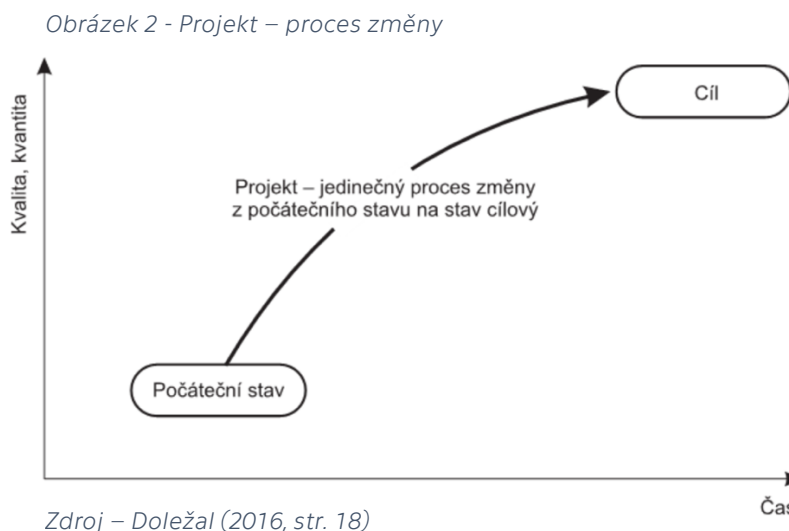 Obrázek 2 - Projekt – proces změny
Kvalita, kvantita
Cíl
Projekt – jedinečný proces změny
z počátečního stavu na stav cílový
Počáteční stav
Čas
Zdroj – Doležal (2016, str. 18)